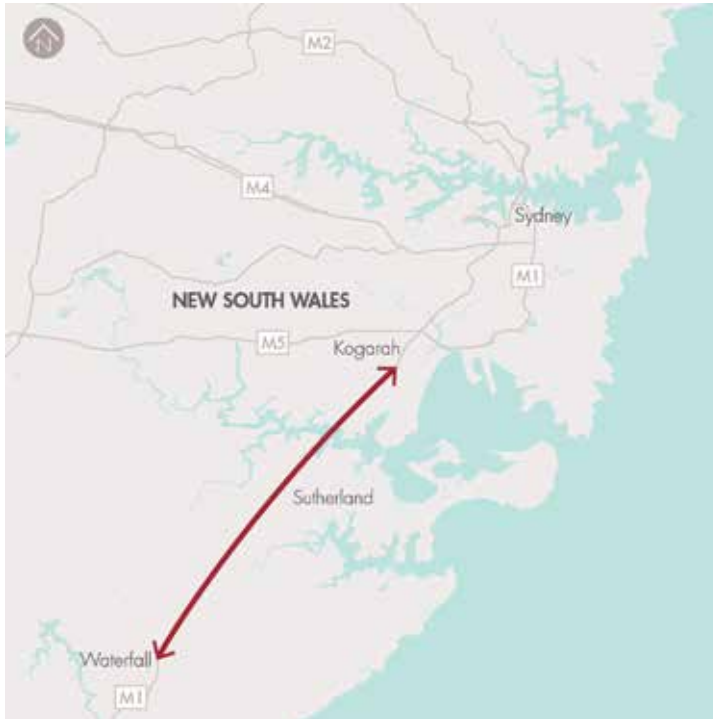 N
M2
M4
Sydney
M1
NEW SOUTH WALES
M5
Kogarah
Sutherland
Waterfall
M1